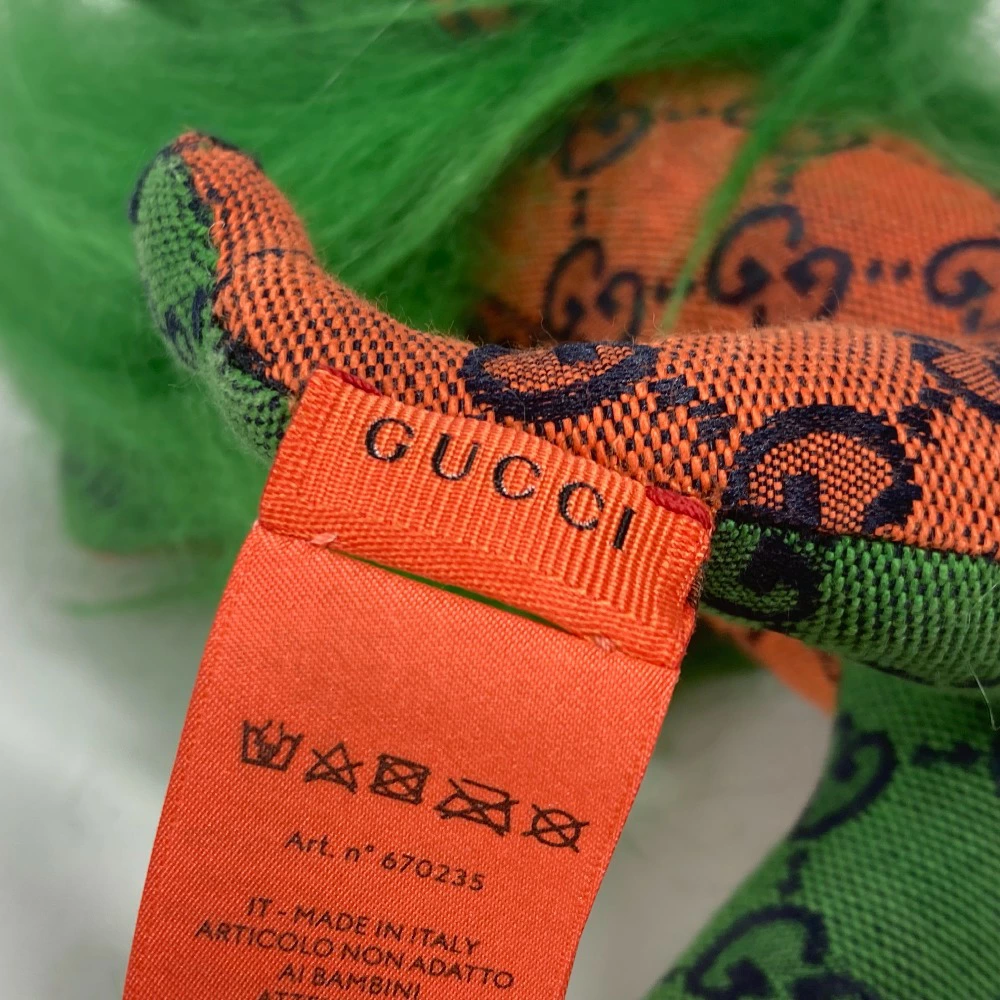 GUCCI
Art. n° 670235
IT - MADE IN ITALY
ARTICOLO NON ADATTO
AI BAMBINI